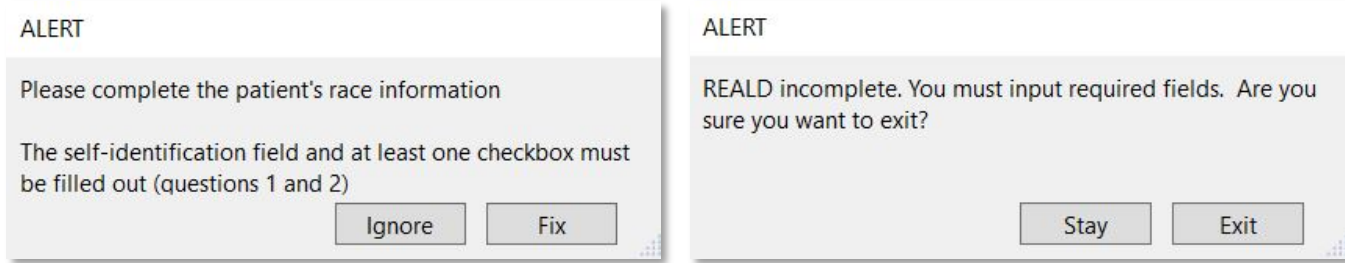 ALERT
Please complete the patient's race information
The self-identification field and at least one checkbox must
be filled out (questions 1 and 2)
Ignore
Fix
ALERT
REALD incomplete. You must input required fields.  Are you
sure you want to exit?
Stay
Exit